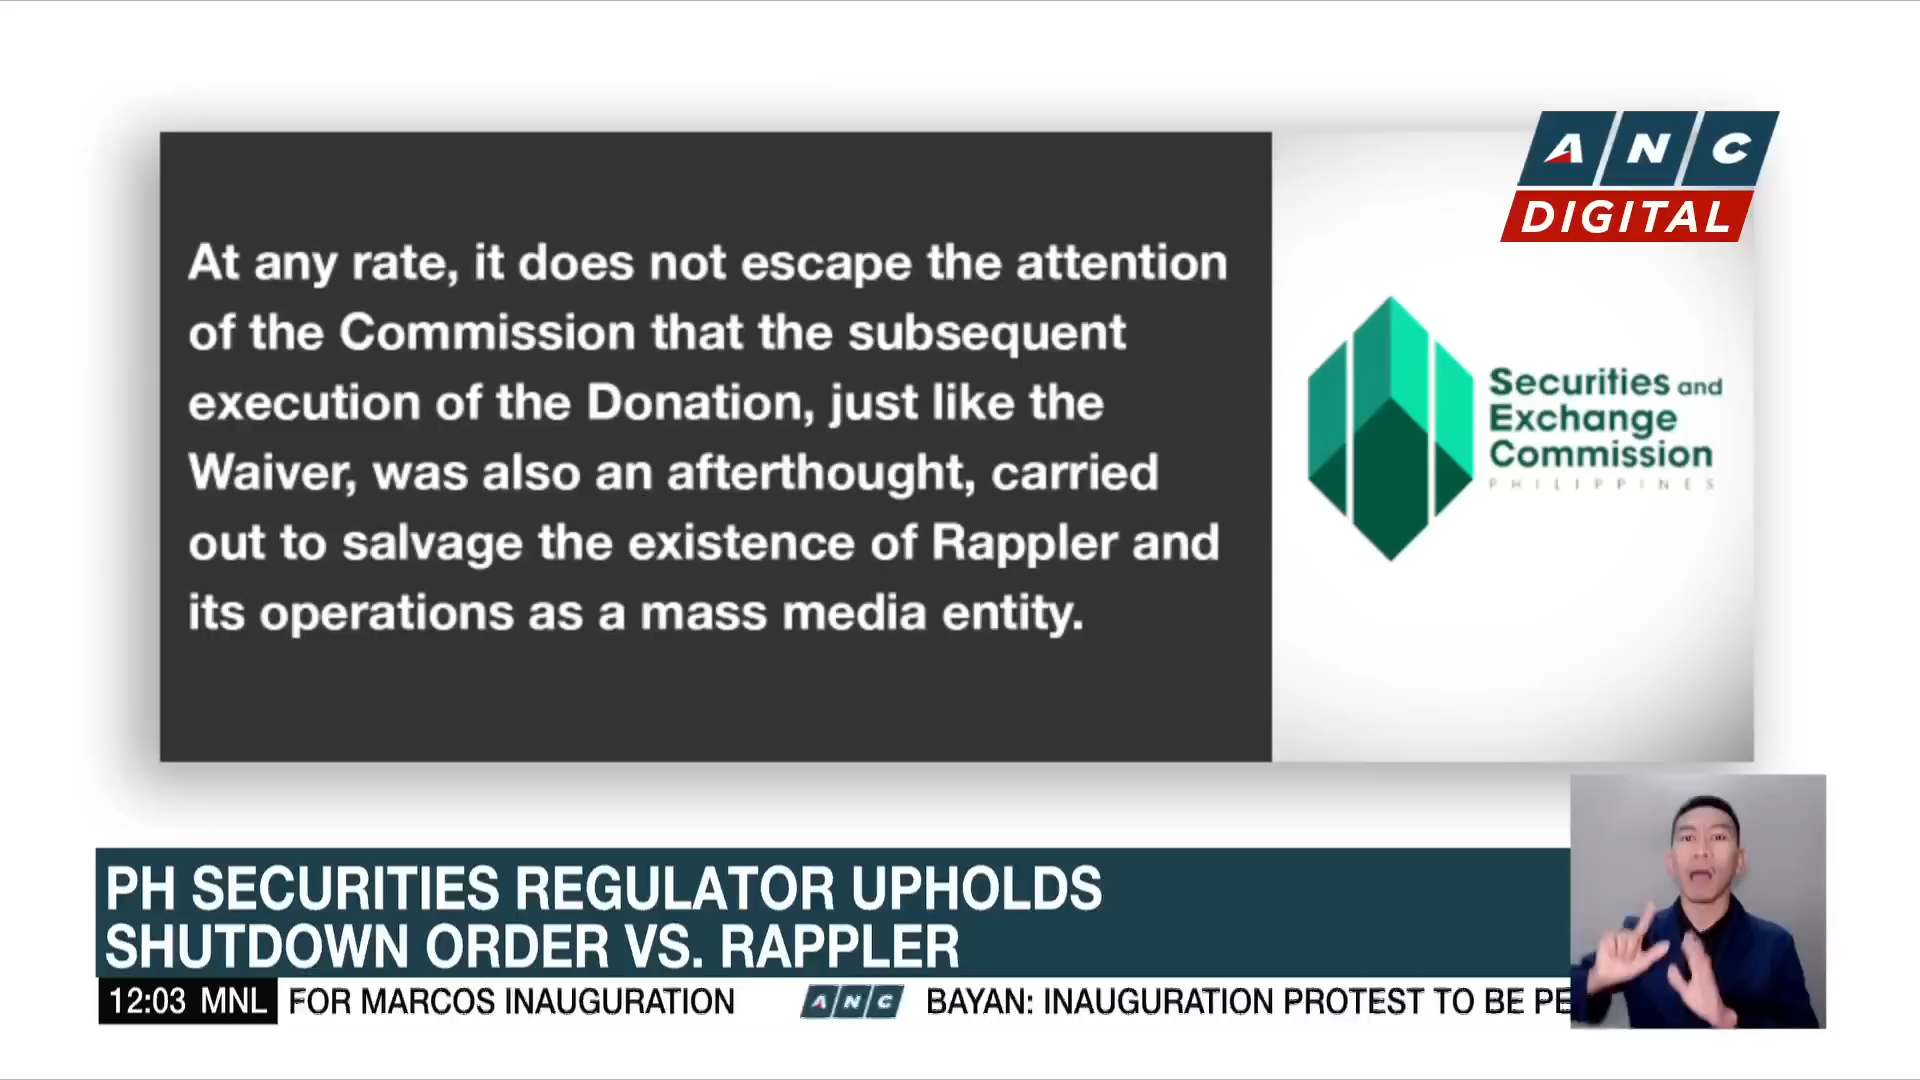 ANC
DIGITAL
At any rate, it does not escape the attention
of the Commission that the subsequent
execution of the Donation, just like the
Waiver, was also an afterthought, carried
out to salvage the existence of Rappler and
its operations as a mass media entity.
Securities and
Exchange
Commission
PHILIPPINES
PH SECURITIES REGULATOR UPHOLDS
SHUTDOWN ORDER VS. RAPPLER
12:03 MNL FOR MARCOS INAUGURATION ANC BAYAN: INAUGURATION PROTEST TO BE PE